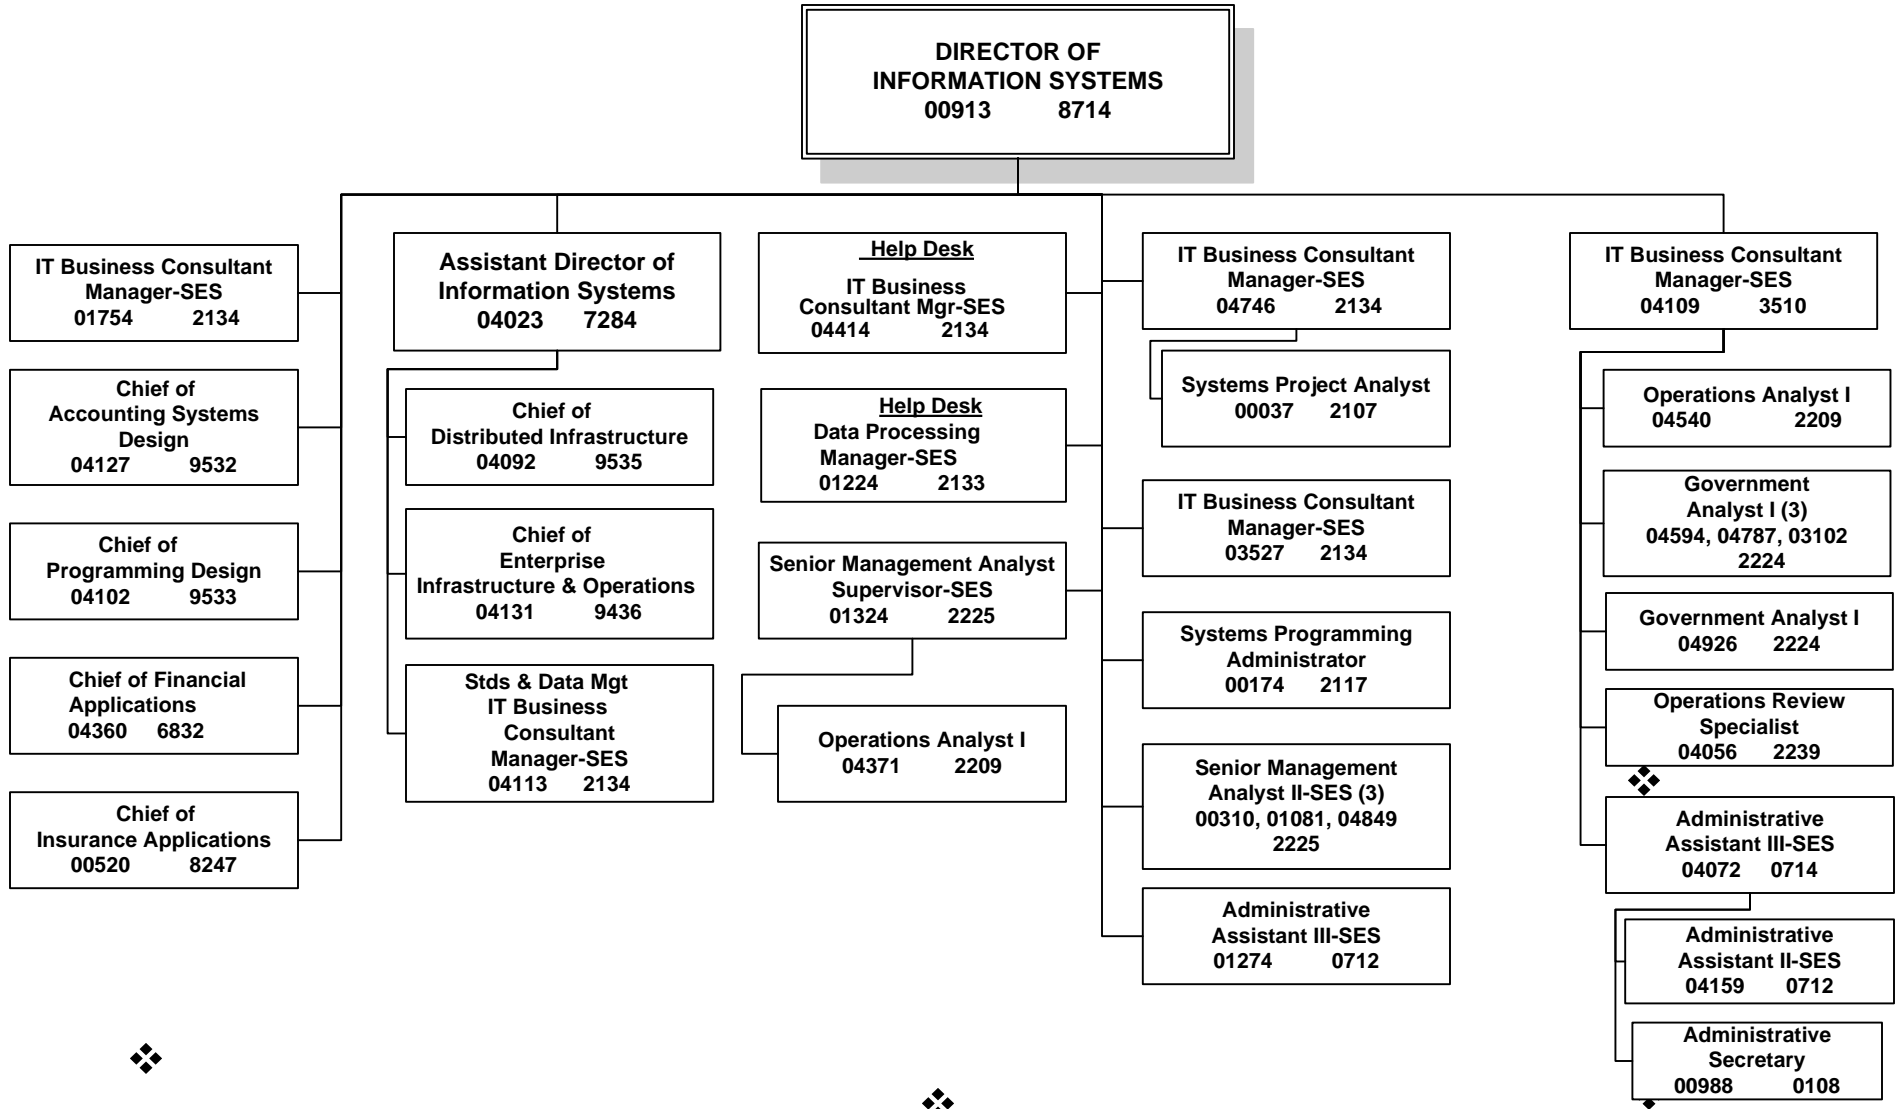 DIRECTOR OF
INFORMATION SYSTEMS
00913 8714
IT Business Consultant
Manager-SES
01754 2134
Chief of
Accounting Systems
Design
04127 9532
Chief of
Programming Design
04102 9533
Chief of Financial
Applications
04360 6832
Chief of
Insurance Applications
00520 8247
Assistant Director of
Information Systems
04023 7284
Chief of
Distributed Infrastructure
04092 9535
Chief of
Enterprise
Infrastructure & Operations
04131 9436
Stds & Data Mgt
IT Business
Consultant
Manager-SES
04113 2134
Help Desk
IT Business
Consultant Mgr-SES
04414 2134
Help Desk
Data Processing
Manager-SES
01224 2133
Senior Management Analyst
Supervisor-SES
01324 2225
Operations Analyst I
04371 2209
IT Business Consultant
Manager-SES
04746 2134
Systems Project Analyst
00037 2107
IT Business Consultant
Manager-SES
03527 2134
Systems Programming
Administrator
00174 2117
Senior Management
Analyst II-SES (3)
00310, 01081, 04849
2225
Administrative
Assistant III-SES
01274 0712
IT Business Consultant
Manager-SES
04109 3510
Operations Analyst I
04540 2209
Government
Analyst I (3)
04594, 04787, 03102
2224
Government Analyst I
04926 2224
Operations Review
Specialist
04056 2239
Administrative
Assistant III-SES
04072 0714
Administrative
Assistant II-SES
04159 0712
Administrative
Secretary
00988 0108